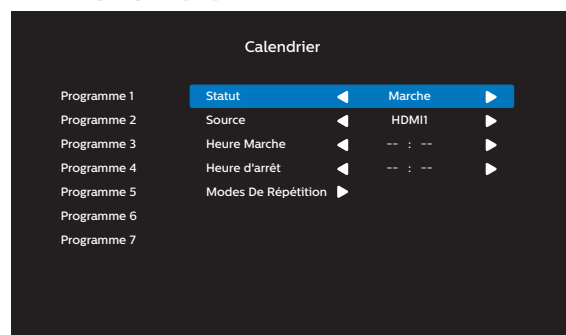 Calendrier
Programme 1
Statut
Marche
Programme 2
Source
HDMI1
Programme 3
Heure Marche
-- : --
Programme 4
Heure d'arrêt
-- : --
Programme 5
Modes De Répétition
Programme 6
Programme 7